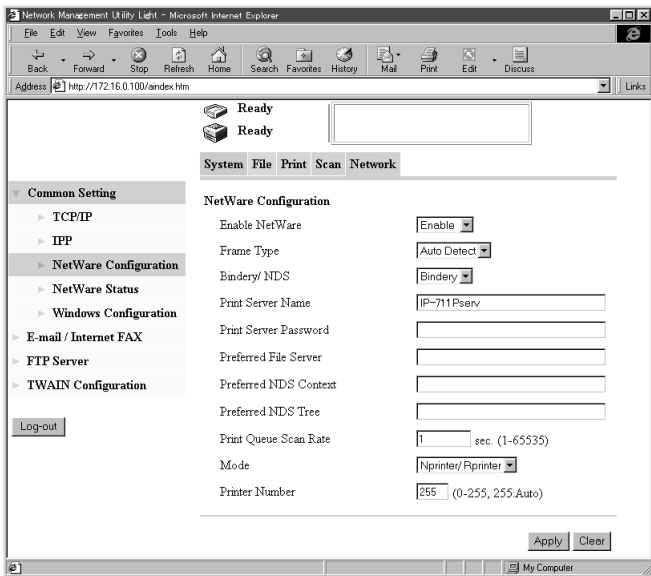 Network Management Utility Light - Microsoft Internet Explorer
File Edit View Favorites Tools Help
Back Forward Stop Refresh Home Search Favorites History Mail Print Edit Discuss
Address http://172.16.0.100/aindex.htm Links
Ready
Ready
System File Print Scan Network
Common Setting
TCP/IP
IPP
NetWare Configuration
NetWare Status
Windows Configuration
E-mail / Internet FAX
FTP Server
TWAIN Configuration
Log-out
NetWare Configuration
Enable NetWare Enable
Frame Type Auto Detect
Bindery/ NDS Bindery
Print Server Name IP-711Pserv
Print Server Password
Preferred File Server
Preferred NDS Context
Preferred NDS Tree
Print Queue Scan Rate 1 sec. (1-65535)
Mode Nprinter/ Rprinter
Printer Number 255 (0-255, 255:Auto)
Apply Clear
My Computer